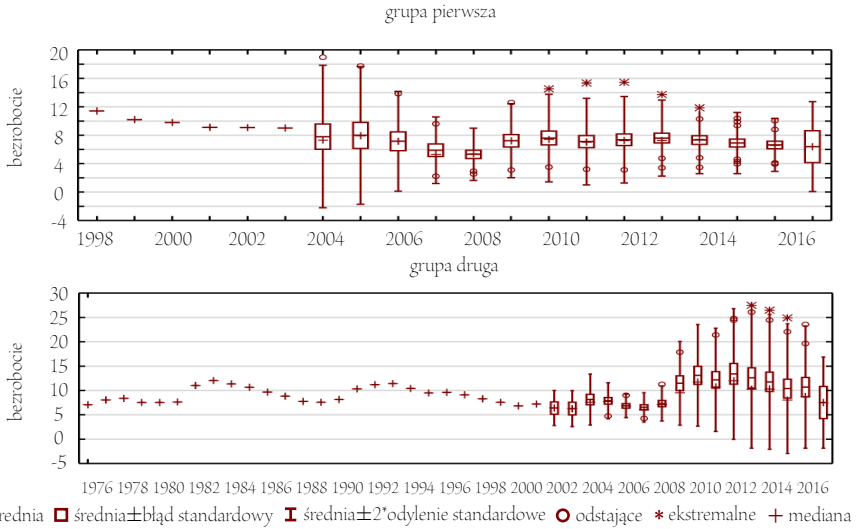 grupa pierwsza
bezrobocie
20
16
12
8
4
0
-4
1998 2000 2002 2004 2006 2008 2010 2012 2014 2016
grupa druga
bezrobocie
30
25
20
15
10
5
0
-5
1976 1978 1980 1982 1984 1986 1988 1990 1992 1994 1996 1998 2000 2002 2004 2006 2008 2010 2012 2014 2016
rednia średnia±błąd standardowy średnia±2*odylenie standardowe odstające ekstremalne mediana